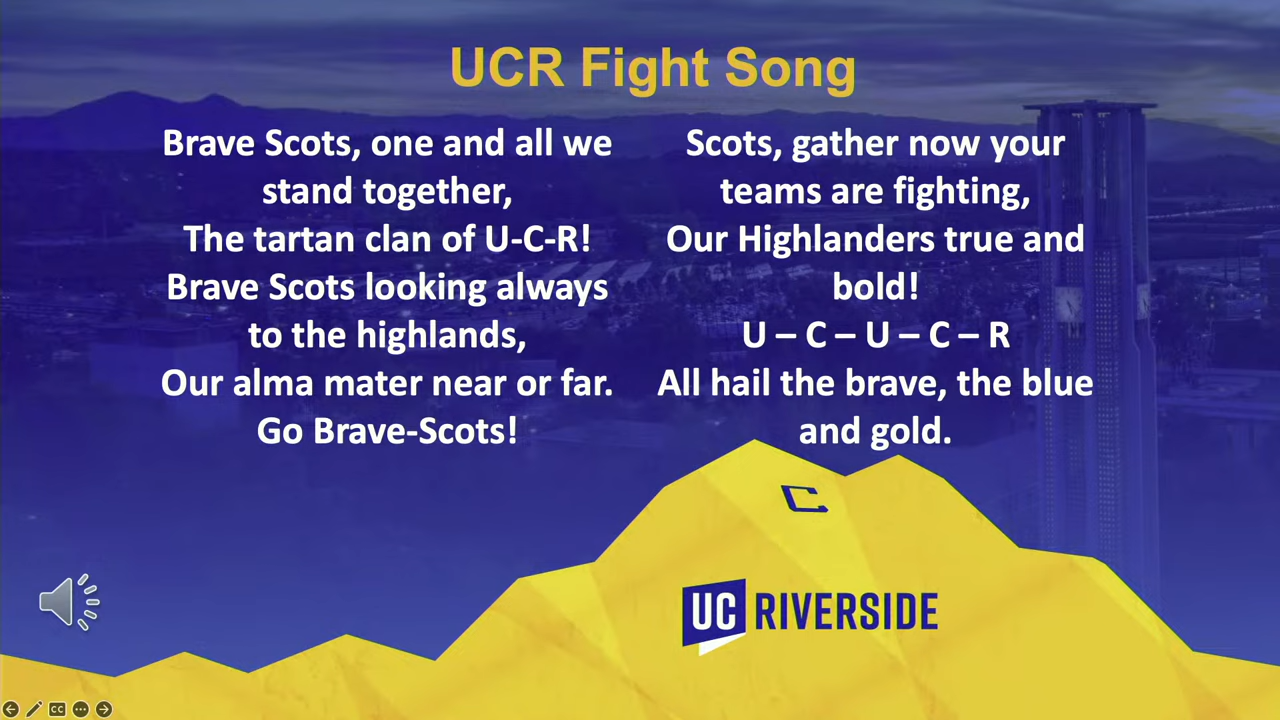 UCR Fight Song
Brave Scots, one and all we
stand together,
The tartan clan of U-C-R!
Brave Scots looking always
to the highlands,
Our alma mater near or far.
Go Brave-Scots!
Scots, gather now your
teams are fighting,
Our Highlanders true and
bold!
U – C – U – C – R
All hail the brave, the blue
and gold.
C
UC RIVERSIDE
CC